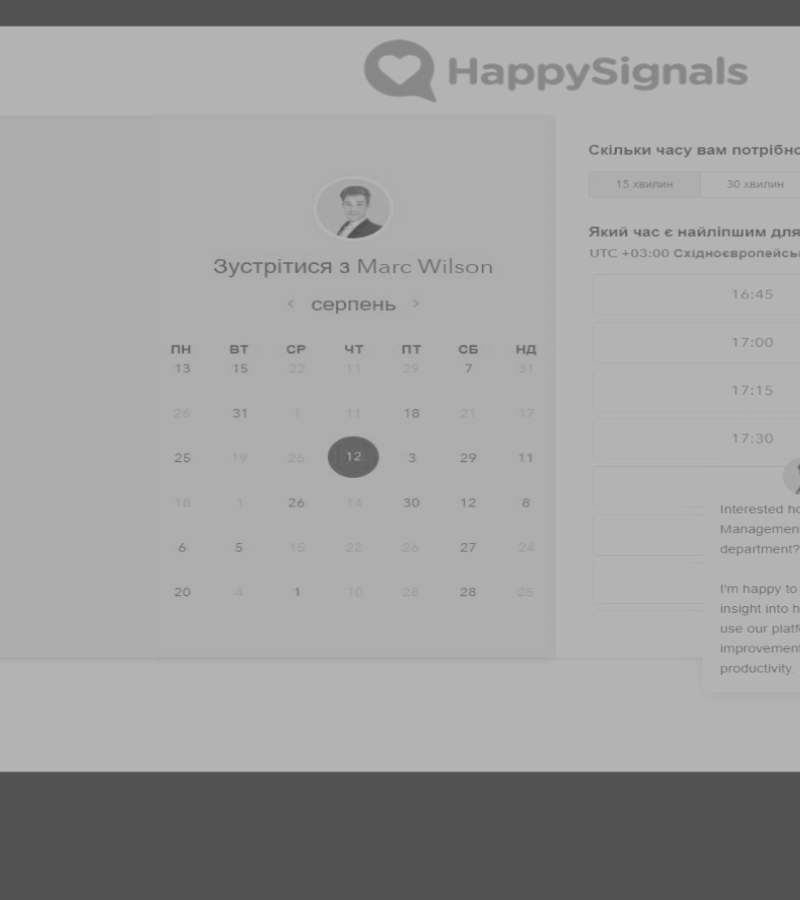 HappySignals
Зустрітися з Marc Wilson
< серпень >
ПН ВТ СР ЧТ ПТ СБ НД
13 15 22 11 29 7 31
26 31 1 11 18 21 17
25 19 26 12 3 29 11
18 1 26 14 30 12 8
6 5 15 22 26 27 24
20 4 1 10 28 28 25
Скільки часу вам потрібно
15 хвилин 30 хвилин
Який час є найліпшим для
UTC +03:00 Східноєвропейсь
16:45
17:00
17:15
17:30
Interested ho
Management
department?
I'm happy to
insight into h
use our platf
improvement
productivity.